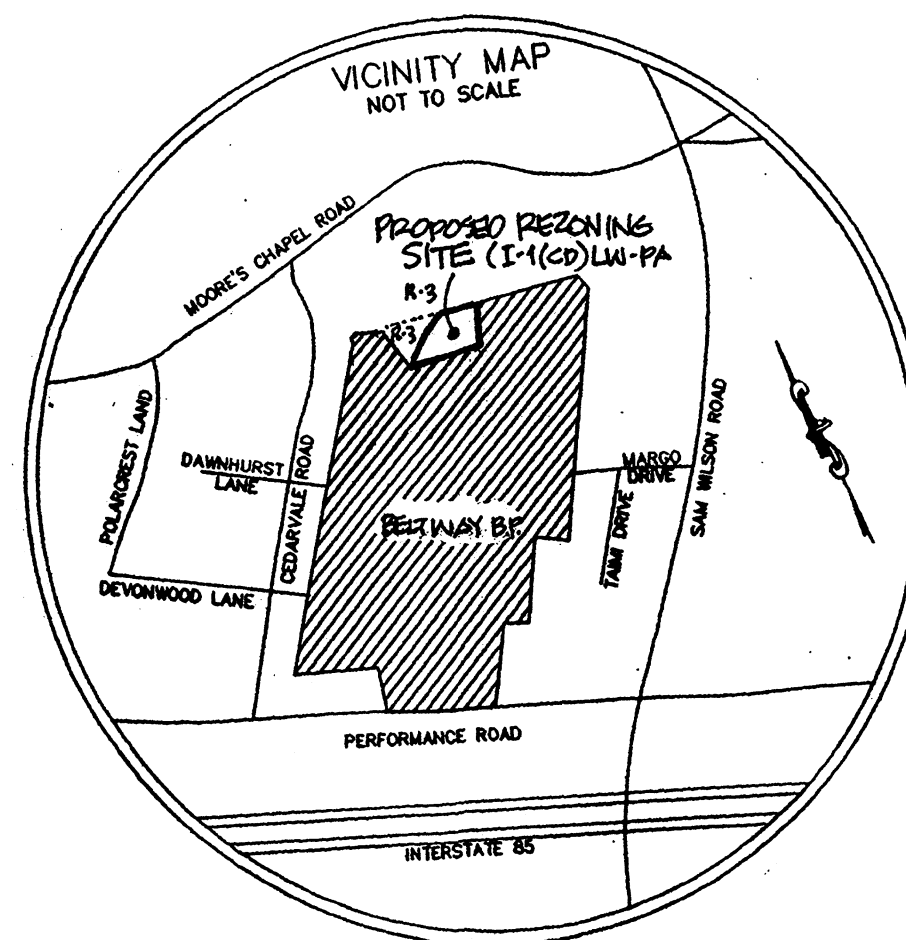 VICINITY MAP
NOT TO SCALE
MOORE'S CHAPEL ROAD
PROPOSED REZONING
SITE (I-1(CD)LW-PA
R-3
R-3
POLARCREST LAND
DAWNHURST
LANE
CEDARVALE ROAD
DEVONWOOD LANE
BELTWAY B.P.
MARGO
DRIVE
TAIMI DRIVE
SAM WILSON ROAD
PERFORMANCE ROAD
INTERSTATE 85